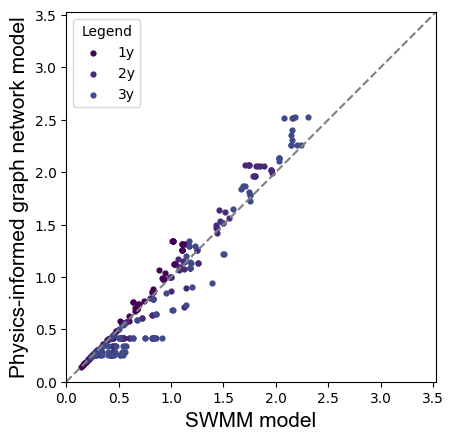 Physics-informed graph network model
3.5
3.0
2.5
2.0
1.5
1.0
0.5
0.0
Legend
1y
2y
3y
0.0 0.5 1.0 1.5 2.0 2.5 3.0 3.5
SWMM model